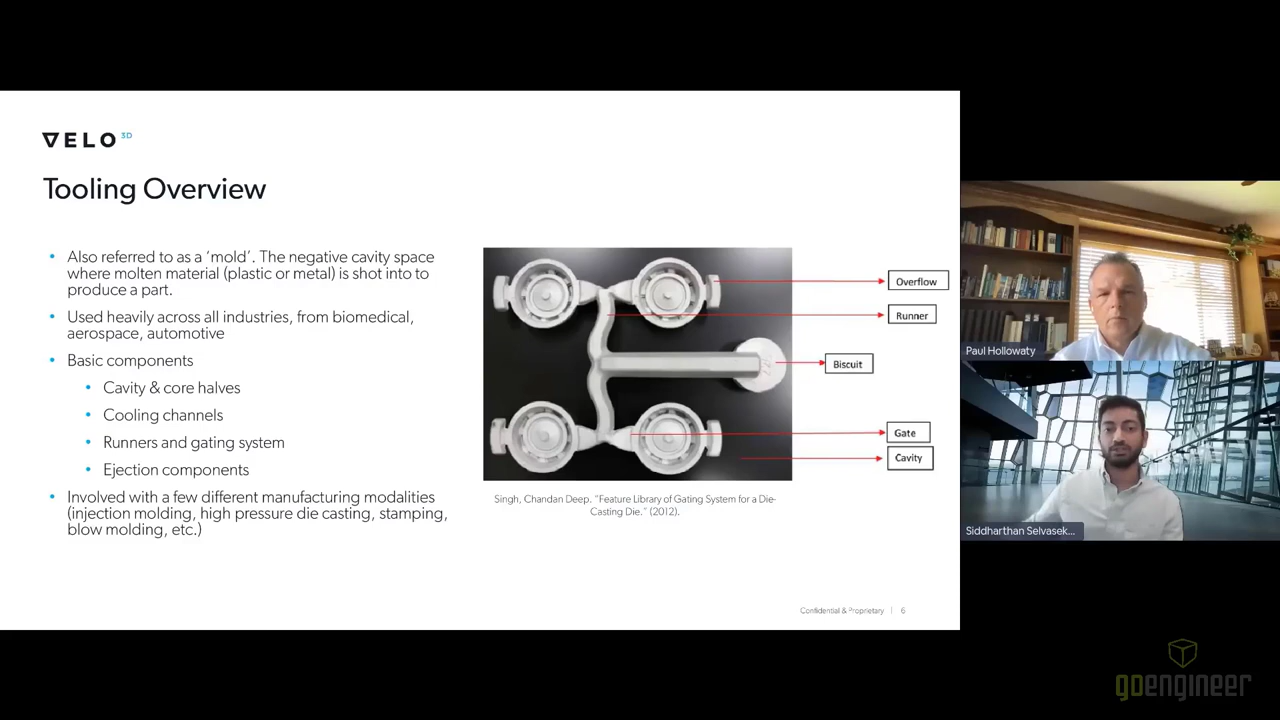 VELO 3D
Tooling Overview
• Also referred to as a ‘mold’. The negative cavity space
where molten material (plastic or metal) is shot into to
produce a part.
• Used heavily across all industries, from biomedical,
aerospace, automotive
• Basic components
• Cavity & core halves
• Cooling channels
• Runners and gating system
• Ejection components
• Involved with a few different manufacturing modalities
(injection molding, high pressure die casting, stamping,
blow molding, etc.)
Overflow
Runner
Biscuit
Gate
Cavity
Singh, Chandan Deep. “Feature Library of Gating System for a Die-
Casting Die.” (2012).
Confidential & Proprietary | 6
Paul Hollowaty
Siddharthan Selvasek...
goengineer